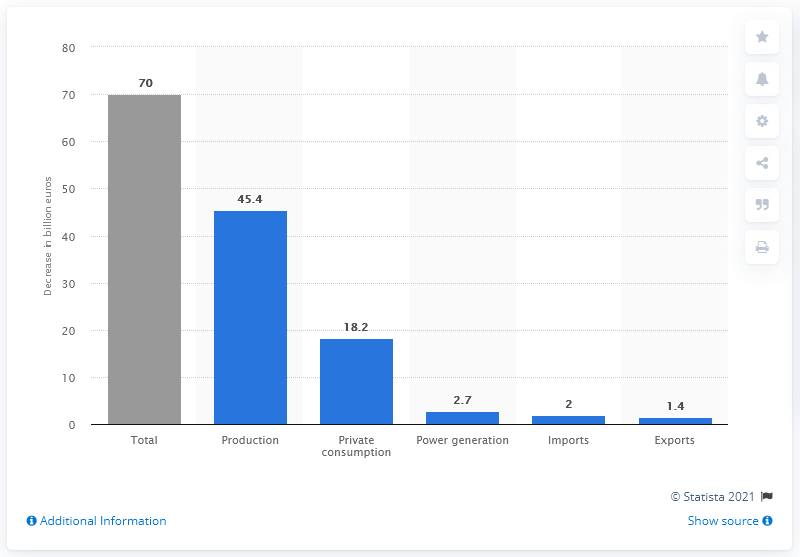 80
70
60
50
40
30
20
10
0
Decrease in billion euros
70
45.4
18.2
2.7
2
1.4
Total
Production
Private
consumption
Power generation
Imports
Exports
© Statista 2021
Additional Information
Show source